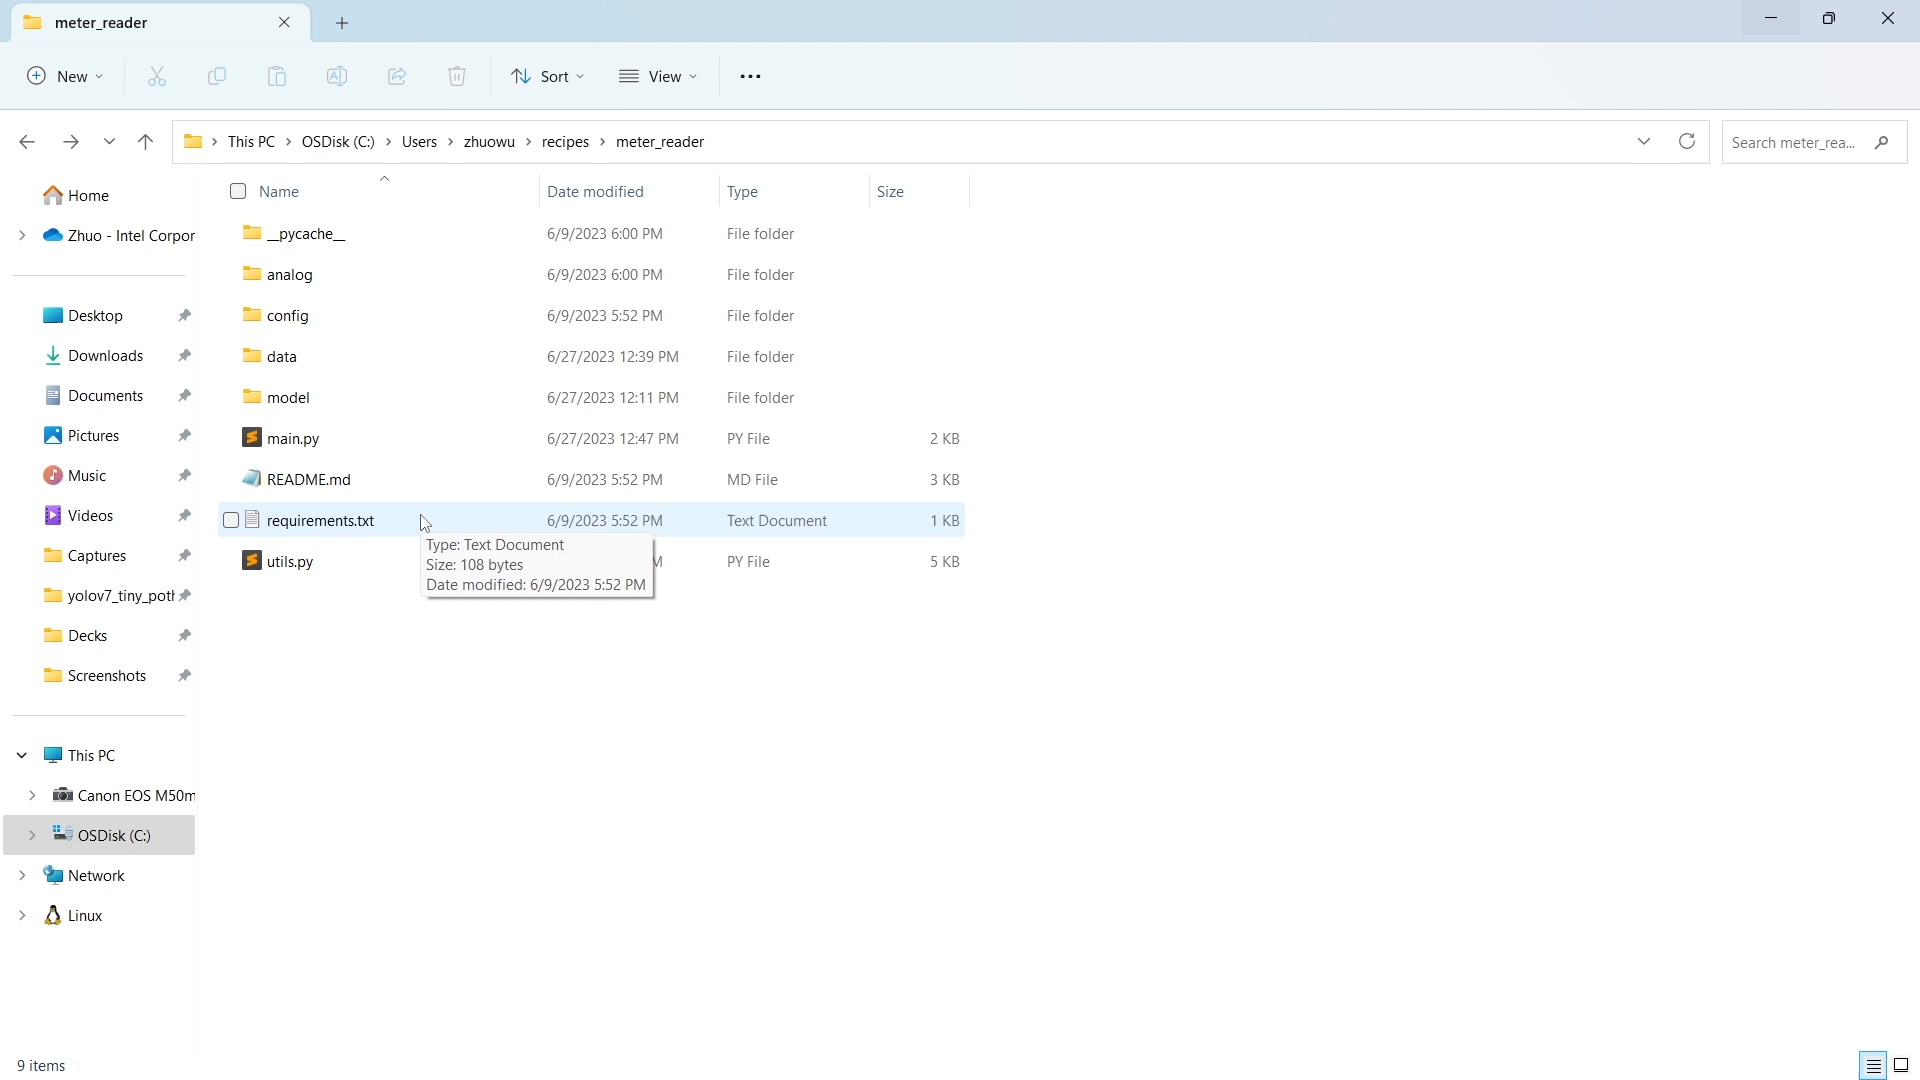 meter_reader
New
Sort
View
This PC > OSDisk (C:) > Users > zhuowu > recipes > meter_reader
Search meter_rea...
Name Date modified Type Size
__pycache__ 6/9/2023 6:00 PM File folder
analog 6/9/2023 6:00 PM File folder
config 6/9/2023 5:52 PM File folder
data 6/27/2023 12:39 PM File folder
model 6/27/2023 12:11 PM File folder
main.py 6/27/2023 12:47 PM PY File 2 KB
README.md 6/9/2023 5:52 PM MD File 3 KB
requirements.txt 6/9/2023 5:52 PM Text Document 1 KB
utils.py PY File 5 KB
Type: Text Document
Size: 108 bytes
Date modified: 6/9/2023 5:52 PM
Home
Zhuo - Intel Corpor
Desktop
Downloads
Documents
Pictures
Music
Videos
Captures
yolov7_tiny_poth
Decks
Screenshots
This PC
Canon EOS M50m
OSDisk (C:)
Network
Linux
9 items